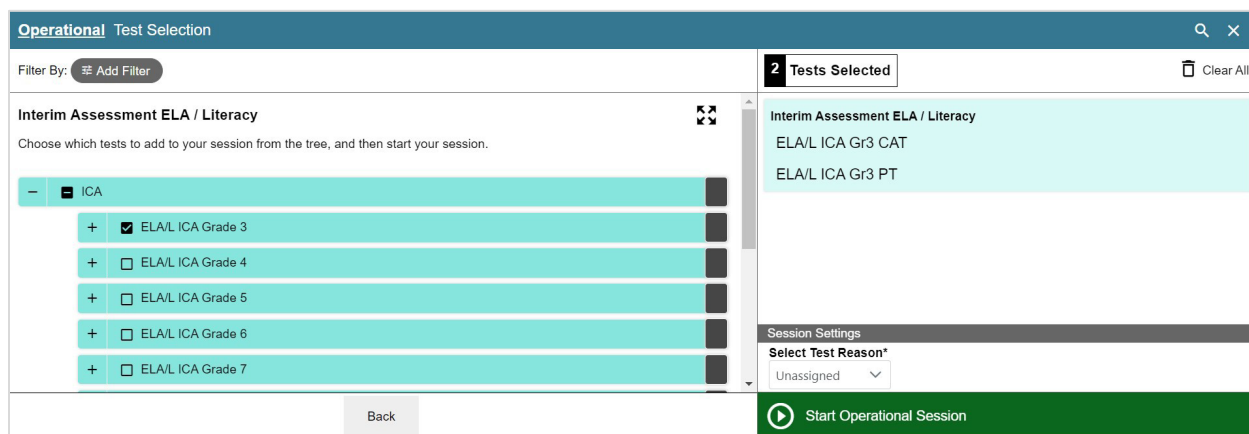 Operational Test Selection
Filter By: Add Filter
2 Tests Selected
Clear All
Interim Assessment ELA / Literacy
Choose which tests to add to your session from the tree, and then start your session.
ICA
ELA/L ICA Grade 3
ELA/L ICA Grade 4
ELA/L ICA Grade 5
ELA/L ICA Grade 6
ELA/L ICA Grade 7
Back
Interim Assessment ELA / Literacy
ELA/L ICA Gr3 CAT
ELA/L ICA Gr3 PT
Session Settings
Select Test Reason*
Unassigned
Start Operational Session